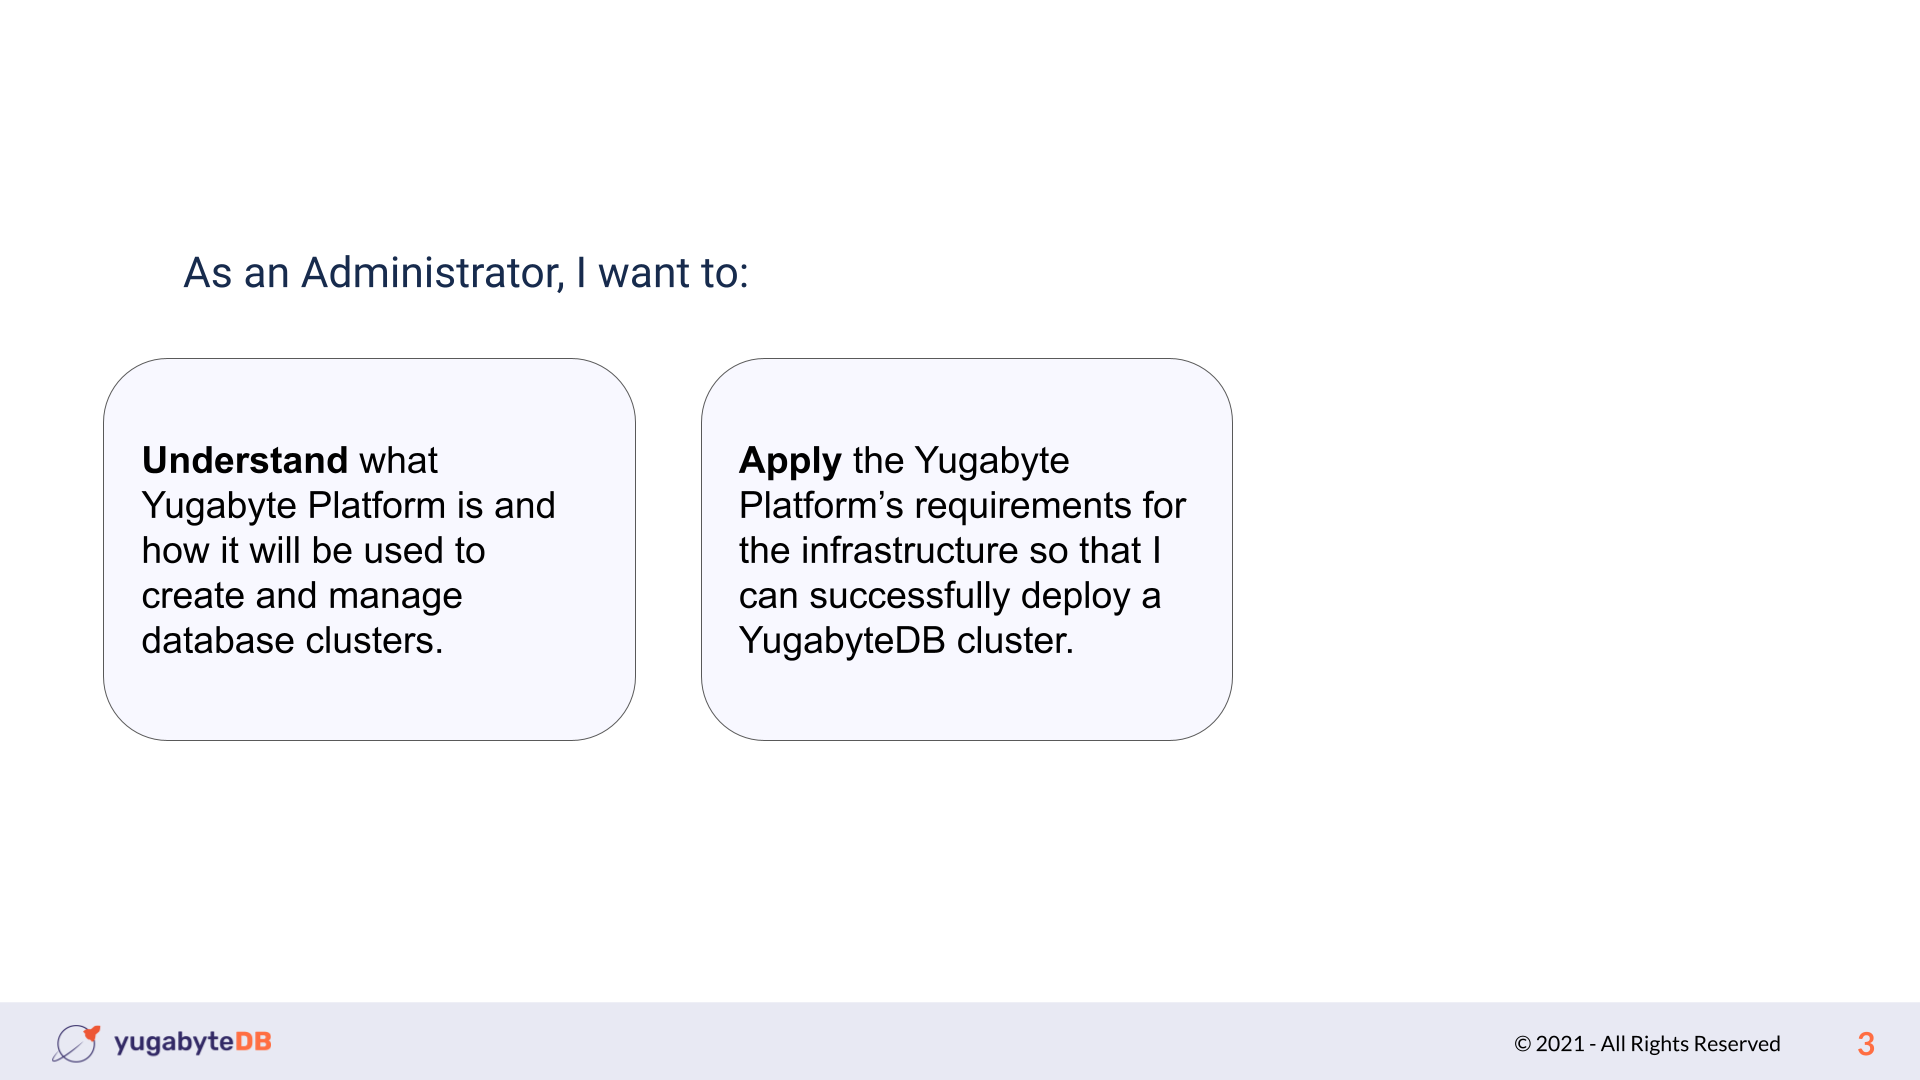 As an Administrator, I want to:
Understand what
Yugabyte Platform is and
how it will be used to
create and manage
database clusters.
Apply the Yugabyte
Platform’s requirements for
the infrastructure so that I
can successfully deploy a
YugabyteDB cluster.
yugabyteDB
© 2021 - All Rights Reserved
3